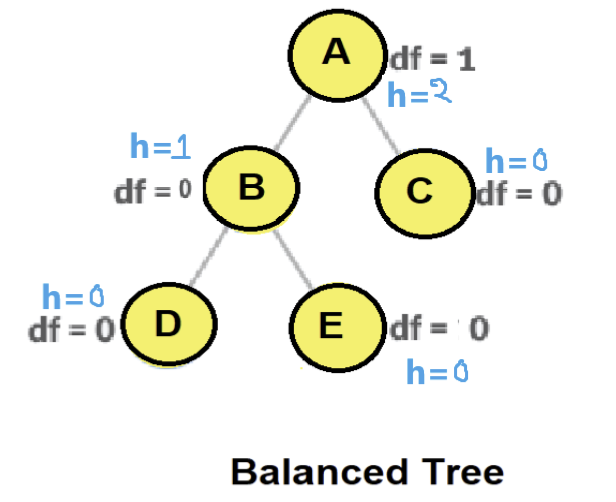 A
df = 1
h=2
h=1
df = 0
B
C
h=0
df = 0
h=0
df = 0
D
E
df = 0
h=0
Balanced Tree